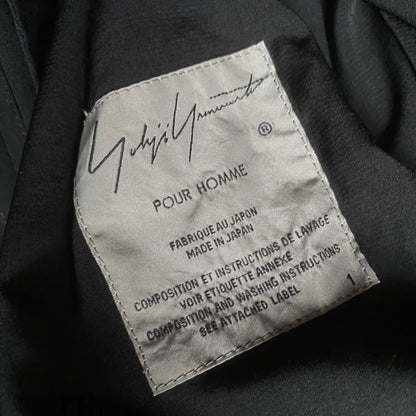 Yohji Yamamoto ®
POUR HOMME
FABRIQUE AU JAPON
MADE IN JAPAN
COMPOSITION ET INSTRUCTIONS DE LAVAGE
VOIR ETIQUETTE ANNEXE
COMPOSITION AND WASHING INSTRUCTIONS
SEE ATTACHED LABEL
1